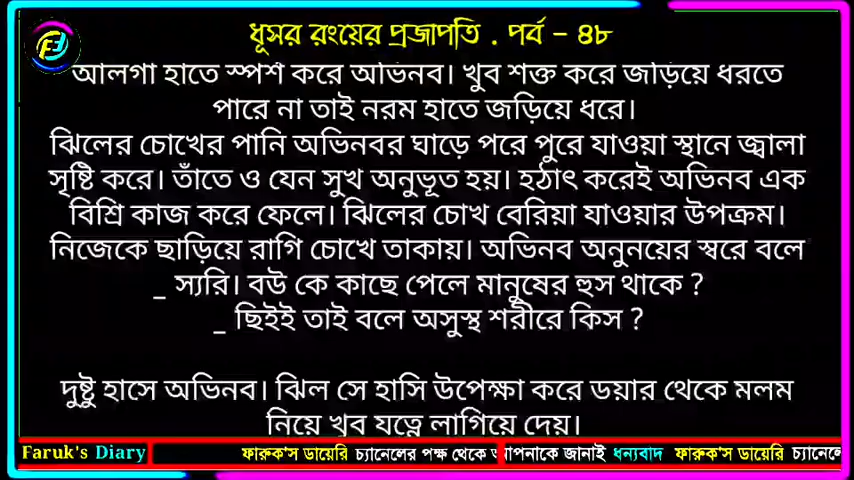 ধূসর রংয়ের প্রজাপতি . পর্ব - ৪৮
আলগা হাতে স্পর্শ করে অভিনব। খুব শক্ত করে জড়িয়ে ধরতে
পারে না তাই নরম হাতে জড়িয়ে ধরে।
ঝিলের চোখের পানি অভিনবর ঘাড়ে পরে পুরে যাওয়া স্থানে জ্বালা
সৃষ্টি করে। তাঁতে ও যেন সুখ অনুভূত হয়। হঠাৎ করেই অভিনব এক
বিশ্রি কাজ করে ফেলে। ঝিলের চোখ বেরিয়া যাওয়ার উপক্রম।
নিজেকে ছাড়িয়ে রাগি চোখে তাকায়। অভিনব অনুনয়ের স্বরে বলে
_ স্যরি। বউ কে কাছে পেলে মানুষের হুস থাকে ?
_ ছিইই তাই বলে অসুস্থ শরীরে কিস ?
দুষ্টু হাসে অভিনব। ঝিল সে হাসি উপেক্ষা করে ডয়ার থেকে মলম
নিয়ে খুব যত্নে লাগিয়ে দেয়।
Faruk's Diary ফারুক'স ডায়েরি চ্যানেলের পক্ষ থেকে আপনাকে জানাই ধন্যবাদ ফারুক'স ডায়েরি